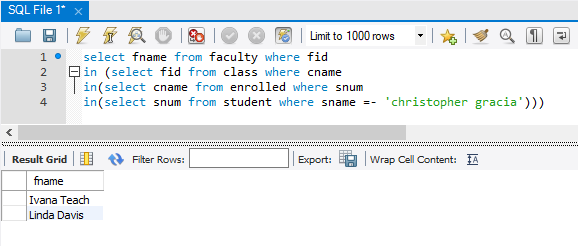 SQL File 1*
Limit to 1000 rows
1 select fname from faculty where fid
2 in (select fid from class where cname
3 in(select cname from enrolled where snum
4 in(select snum from student where sname =- 'christopher gracia')))
Result Grid Filter Rows: Export: Wrap Cell Content: IA
fname
Ivana Teach
Linda Davis